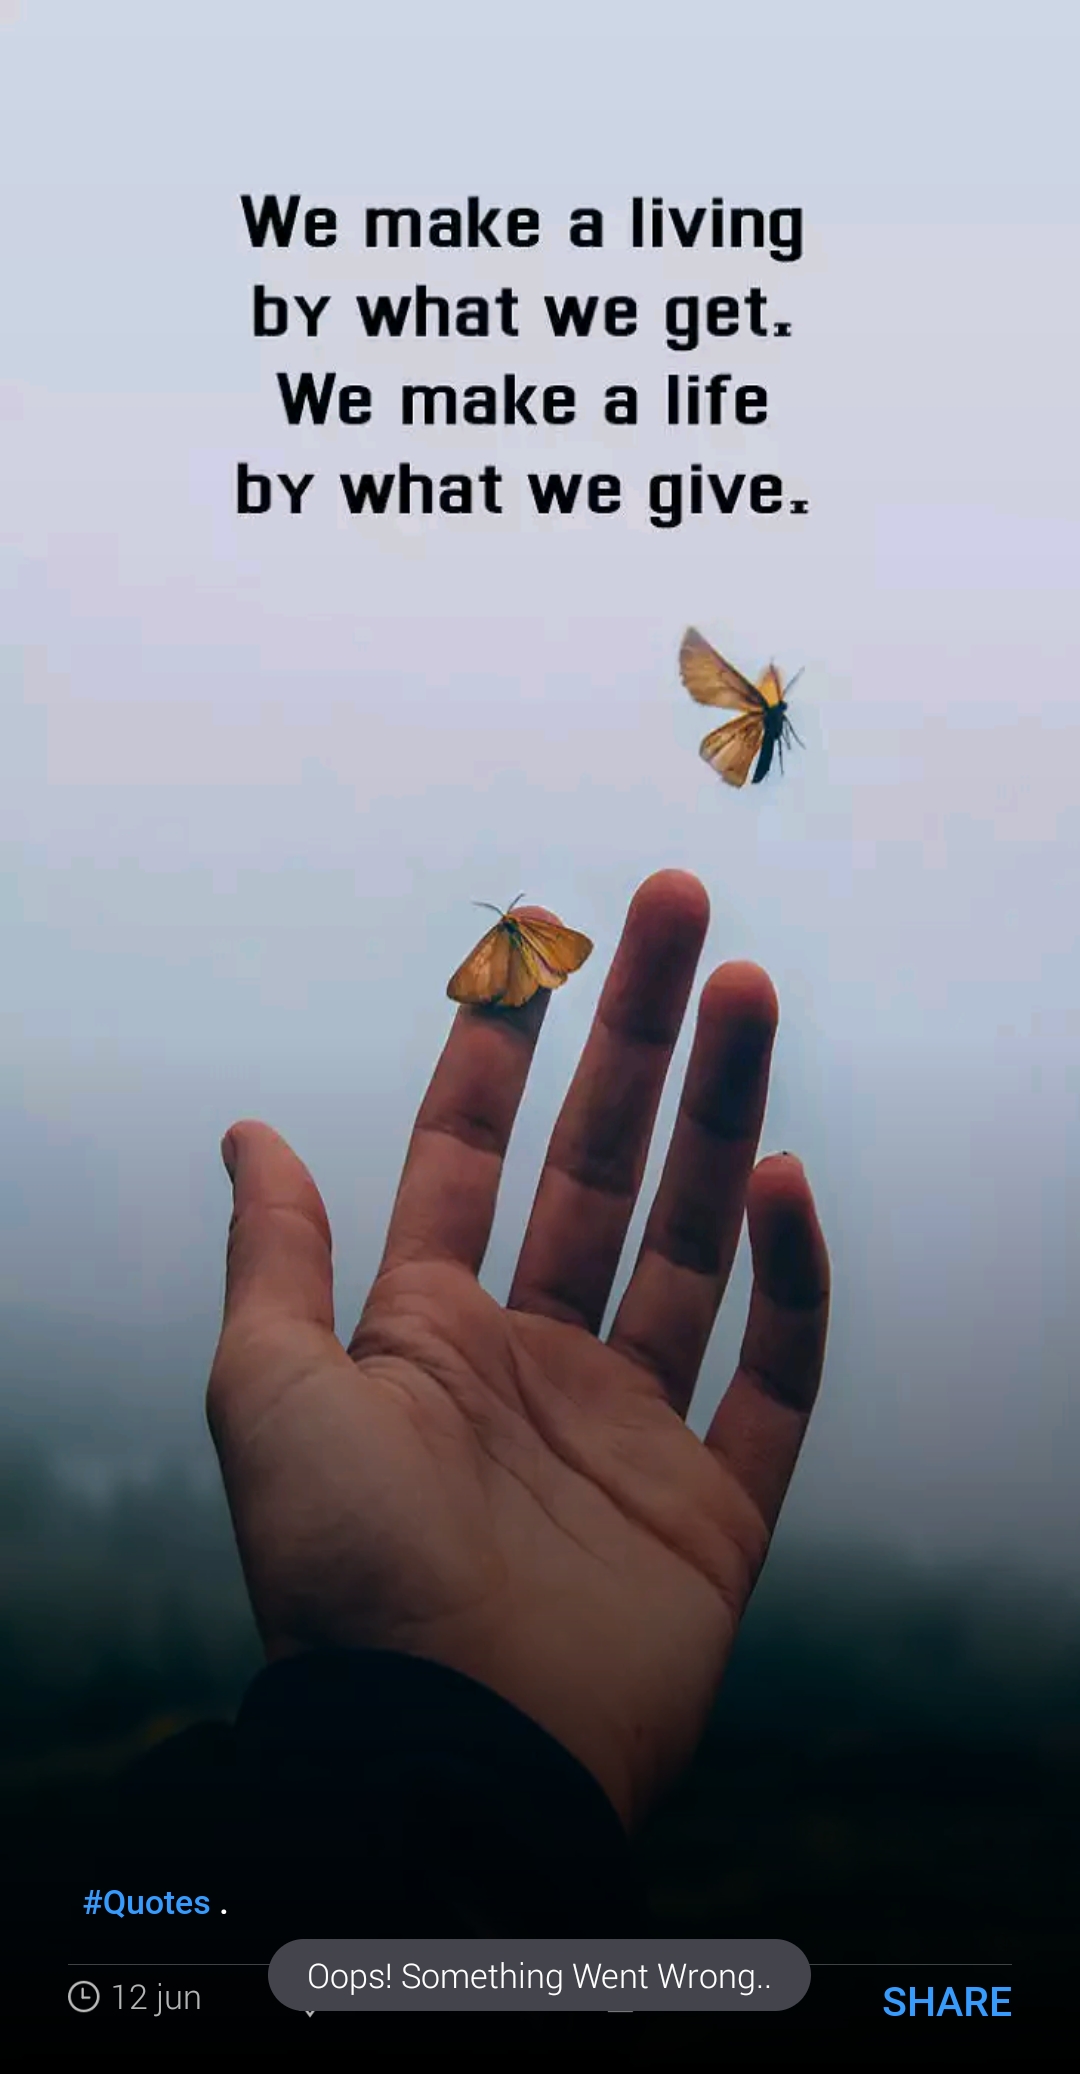 We make a living
by what we get.
We make a life
by what we give.
#Quotes .
12 jun
Oops! Something Went Wrong..
SHARE